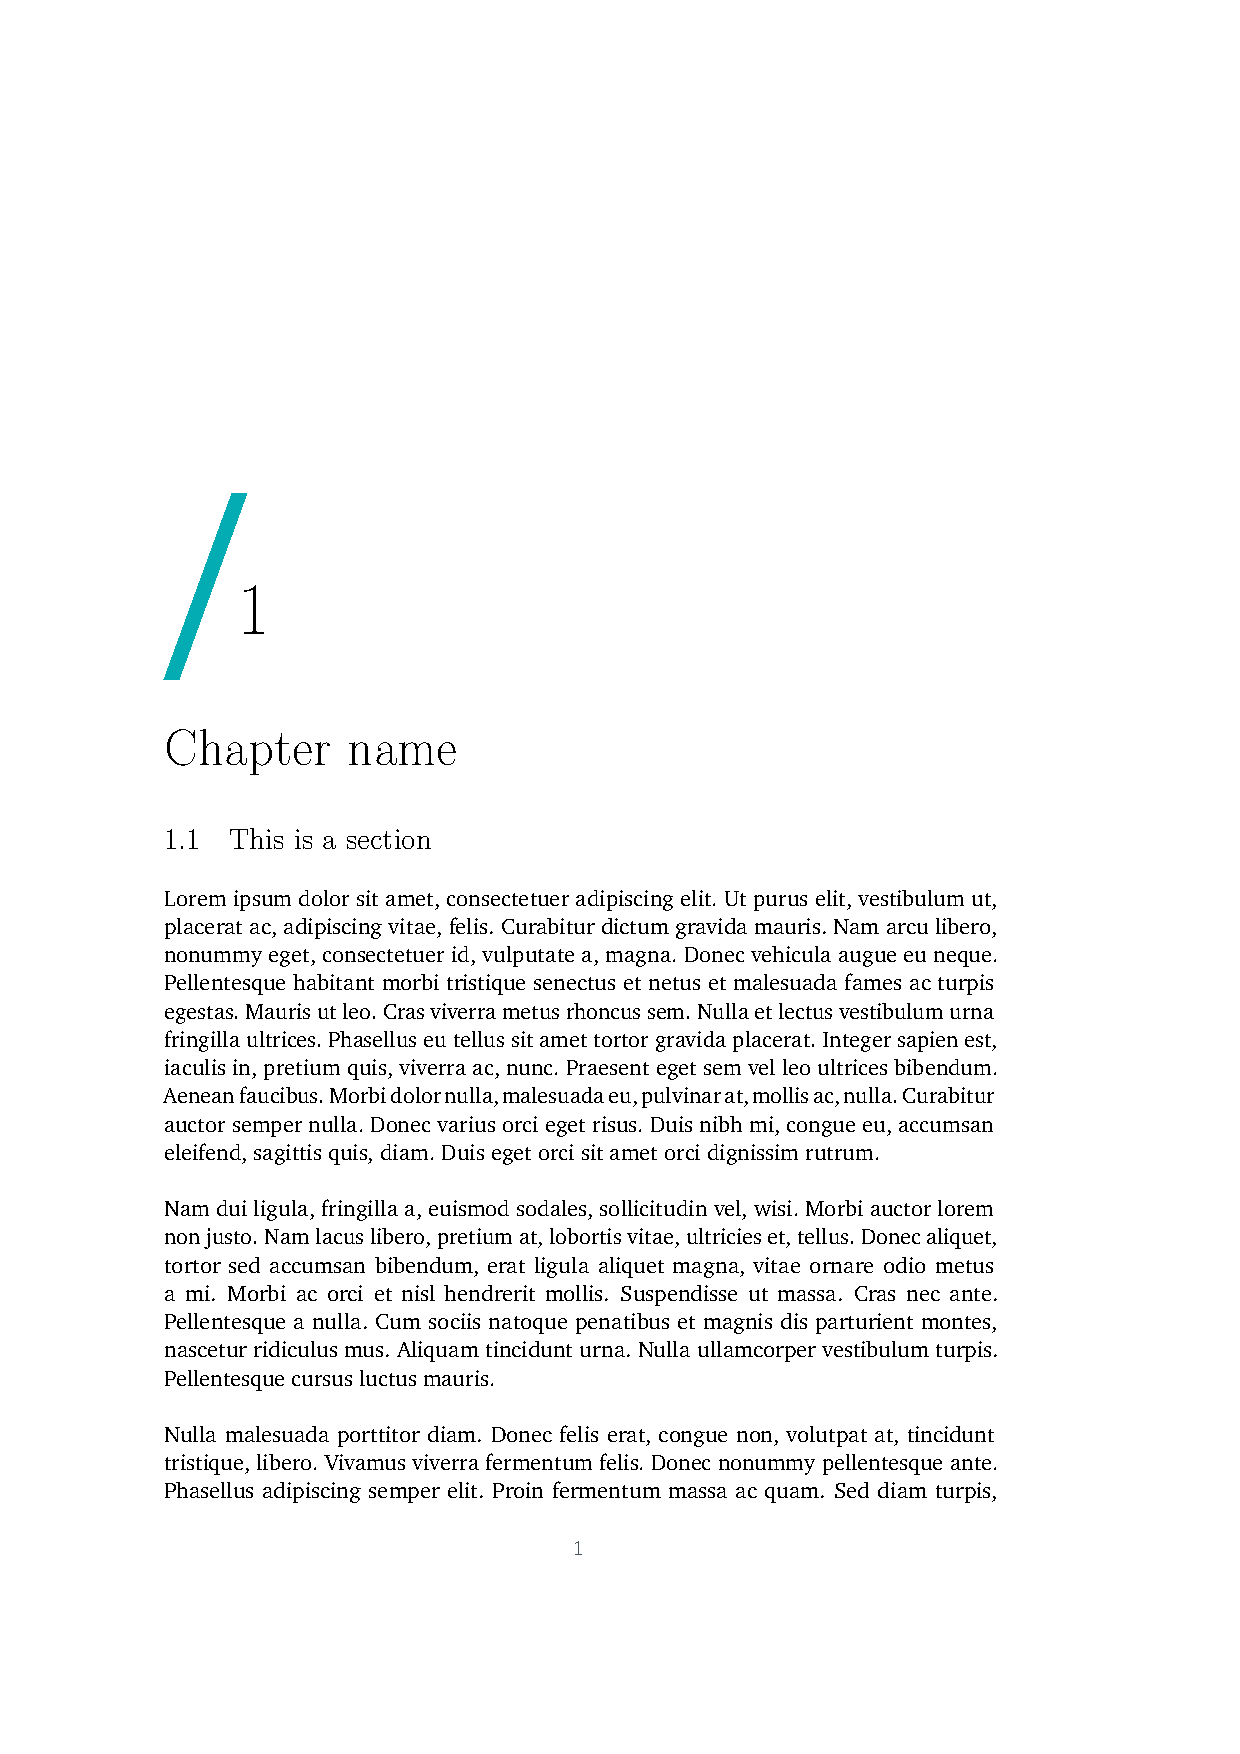 1
Chapter name
1.1 This is a section
Lorem ipsum dolor sit amet, consectetuer adipiscing elit. Ut purus elit, vestibulum ut,
placerat ac, adipiscing vitae, felis. Curabitur dictum gravida mauris. Nam arcu libero,
nonummy eget, consectetuer id, vulputate a, magna. Donec vehicula augue eu neque.
Pellentesque habitant morbi tristique senectus et netus et malesuada fames ac turpis
egestas. Mauris ut leo. Cras viverra metus rhoncus sem. Nulla et lectus vestibulum urna
fringilla ultrices. Phasellus eu tellus sit amet tortor gravida placerat. Integer sapien est,
iaculis in, pretium quis, viverra ac, nunc. Praesent eget sem vel leo ultrices bibendum.
Aenean faucibus. Morbi dolor nulla, malesuada eu, pulvinar at, mollis ac, nulla. Curabitur
auctor semper nulla. Donec varius orci eget risus. Duis nibh mi, congue eu, accumsan
eleifend, sagittis quis, diam. Duis eget orci sit amet orci dignissim rutrum.
Nam dui ligula, fringilla a, euismod sodales, sollicitudin vel, wisi. Morbi auctor lorem
non justo. Nam lacus libero, pretium at, lobortis vitae, ultricies et, tellus. Donec aliquet,
tortor sed accumsan bibendum, erat ligula aliquet magna, vitae ornare odio metus
a mi. Morbi ac orci et nisl hendrerit mollis. Suspendisse ut massa. Cras nec ante.
Pellentesque a nulla. Cum sociis natoque penatibus et magnis dis parturient montes,
nascetur ridiculus mus. Aliquam tincidunt urna. Nulla ullamcorper vestibulum turpis.
Pellentesque cursus luctus mauris.
Nulla malesuada porttitor diam. Donec felis erat, congue non, volutpat at, tincidunt
tristique, libero. Vivamus viverra fermentum felis. Donec nonummy pellentesque ante.
Phasellus adipiscing semper elit. Proin fermentum massa ac quam. Sed diam turpis,
1